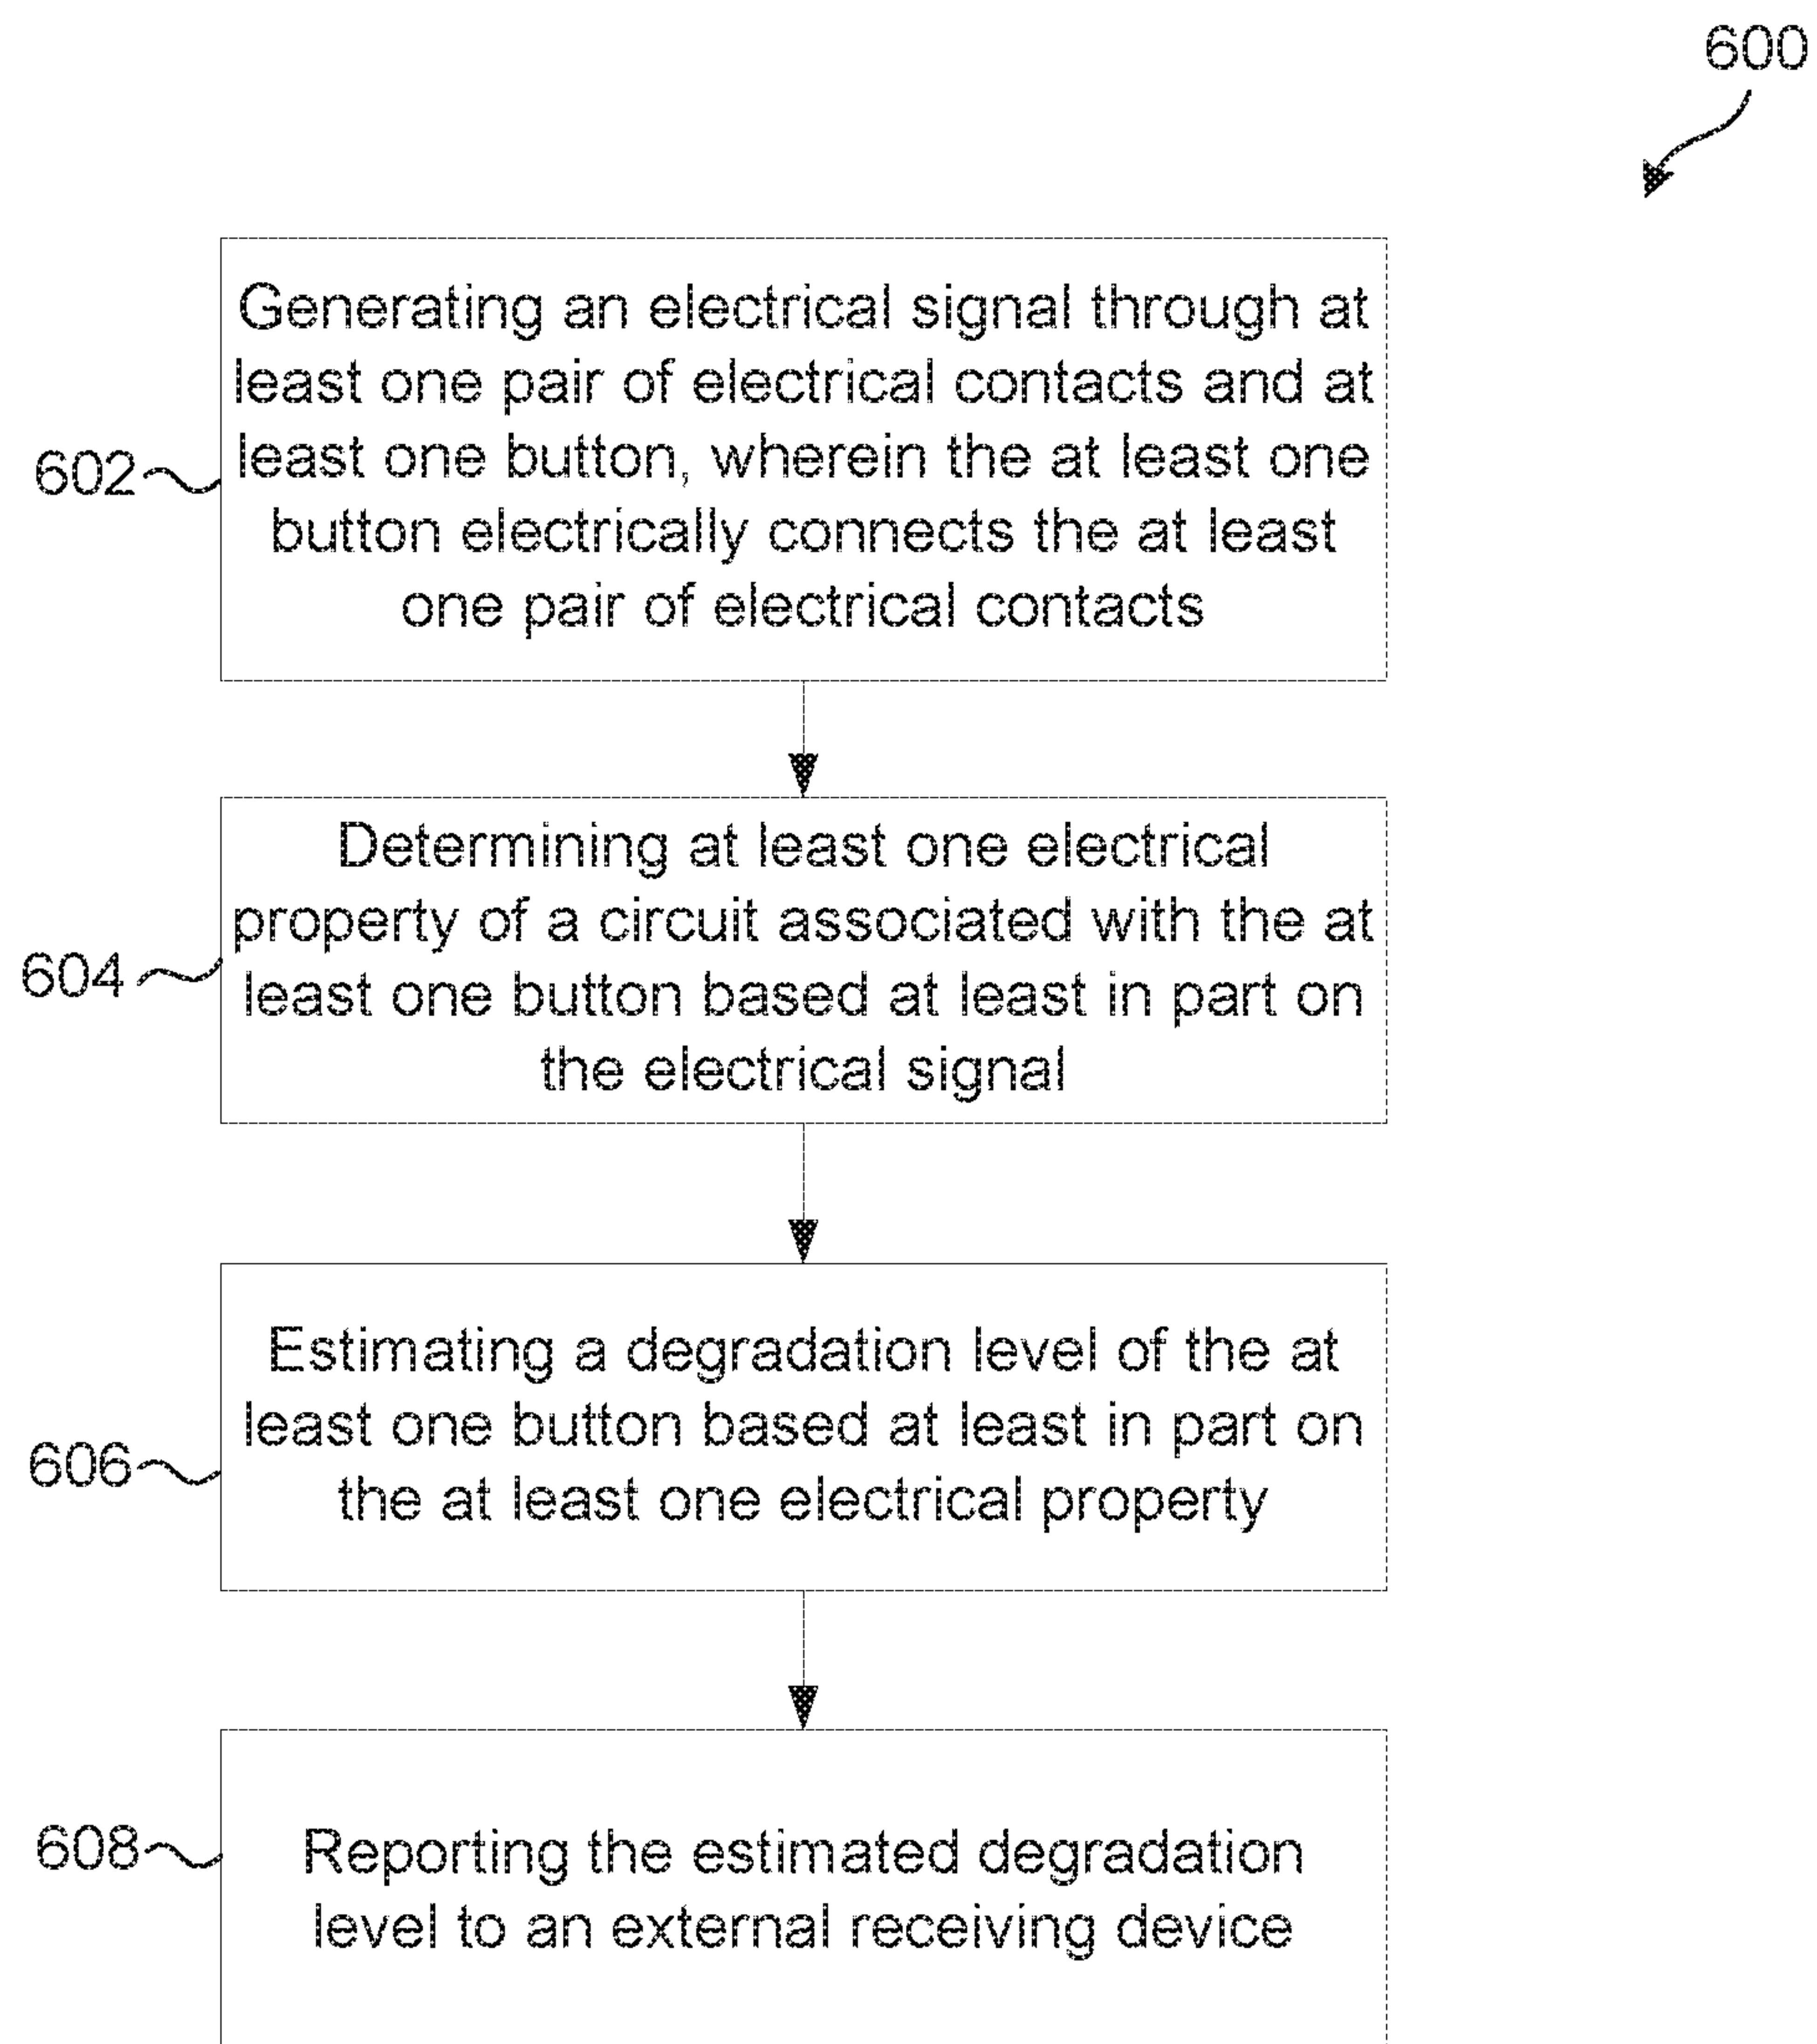 600
Generating an electrical signal through at
least one pair of electrical contacts and at
least one button, wherein the at least one
button electrically connects the at least
one pair of electrical contacts
602
Determining at least one electrical
property of a circuit associated with the at
least one button based at least in part on
the electrical signal
604
Estimating a degradation level of the at
least one button based at least in part on
the at least one electrical property
606
Reporting the estimated degradation
level to an external receiving device
608